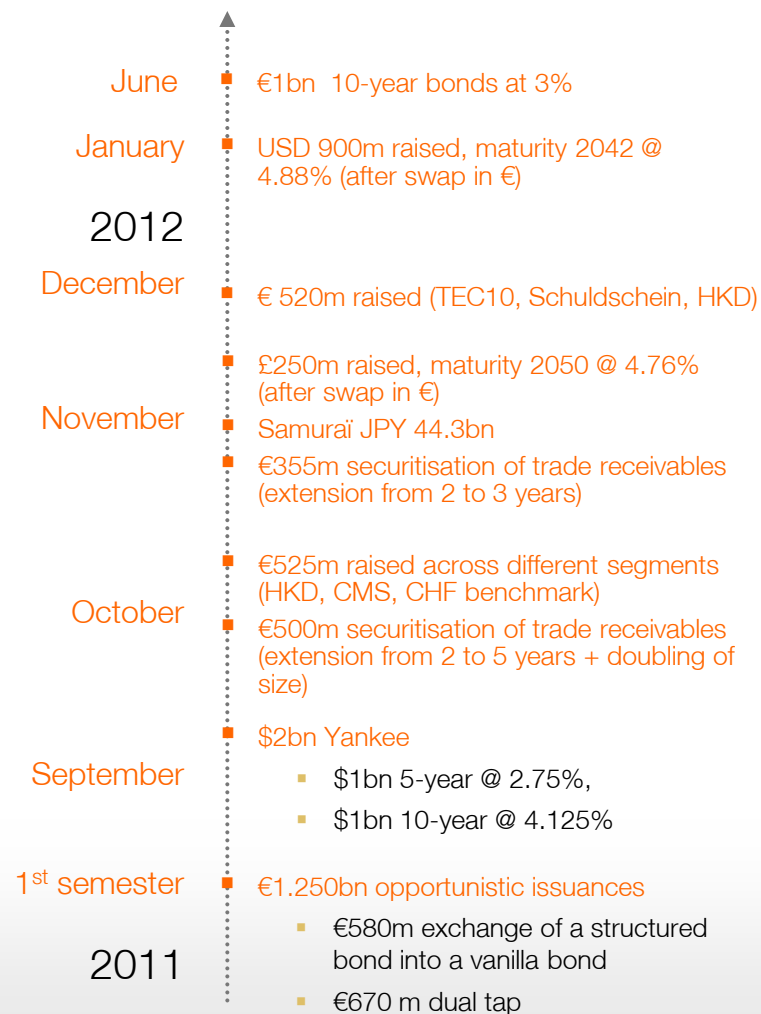 June
€1bn 10-year bonds at 3%
January
USD 900m raised, maturity 2042 @
4.88% (after swap in €)
2012
December
€ 520m raised (TEC10, Schuldschein, HKD)
£250m raised, maturity 2050 @ 4.76%
(after swap in €)
November
Samuraï JPY 44.3bn
€355m securitisation of trade receivables
(extension from 2 to 3 years)
€525m raised across different segments
(HKD, CMS, CHF benchmark)
October
€500m securitisation of trade receivables
(extension from 2 to 5 years + doubling of
size)
$2bn Yankee
September
$1bn 5-year @ 2.75%,
$1bn 10-year @ 4.125%
1st semester
€1.250bn opportunistic issuances
€580m exchange of a structured
bond into a vanilla bond
2011
€670 m dual tap